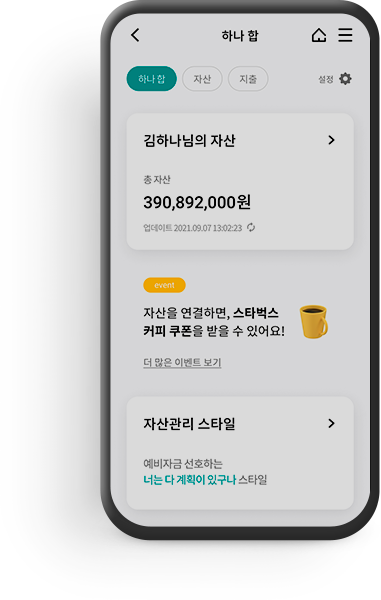 하나 합
하나 합 자산 지출 설정
김하나님의 자산
총 자산
390,892,000원
업데이트 2021.09.07 13:02:23
event
자산을 연결하면, 스타벅스
커피 쿠폰을 받을 수 있어요!
더 많은 이벤트 보기
자산관리 스타일
예비자금 선호하는
너는 다 계획이 있구나 스타일